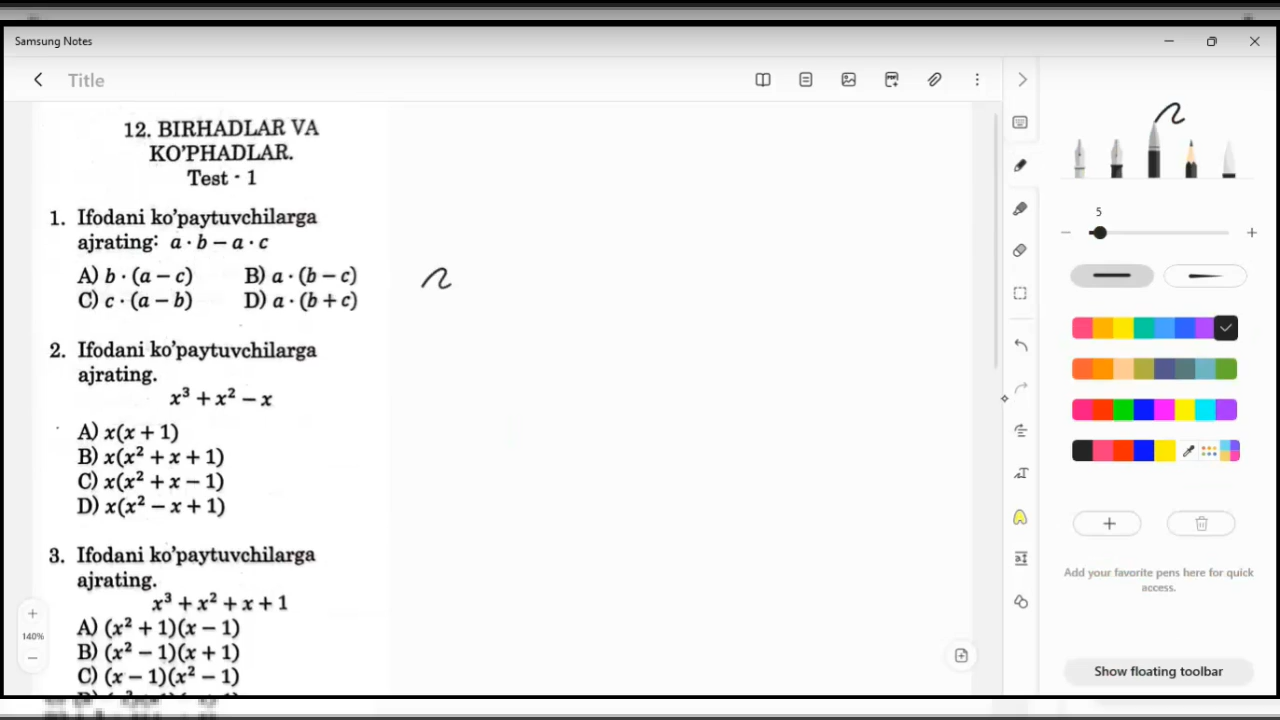 Samsung Notes
Title
12. BIRHADLAR VA
KO'PHADLAR.
Test - 1
1. Ifodani ko'paytuvchilarga
ajrating: a · b – a · c
A) b · (a – c) B) a · (b – c)
C) c · (a – b) D) a · (b + c)
2. Ifodani ko'paytuvchilarga
ajrating.
x³ + x² – x
A) x(x + 1)
B) x(x² + x + 1)
C) x(x² + x – 1)
D) x(x² – x + 1)
3. Ifodani ko'paytuvchilarga
ajrating.
x³ + x² + x + 1
A) (x² + 1)(x – 1)
B) (x² – 1)(x + 1)
C) (x – 1)(x² – 1)
140%
5
Add your favorite pens here for quick
access.
Show floating toolbar